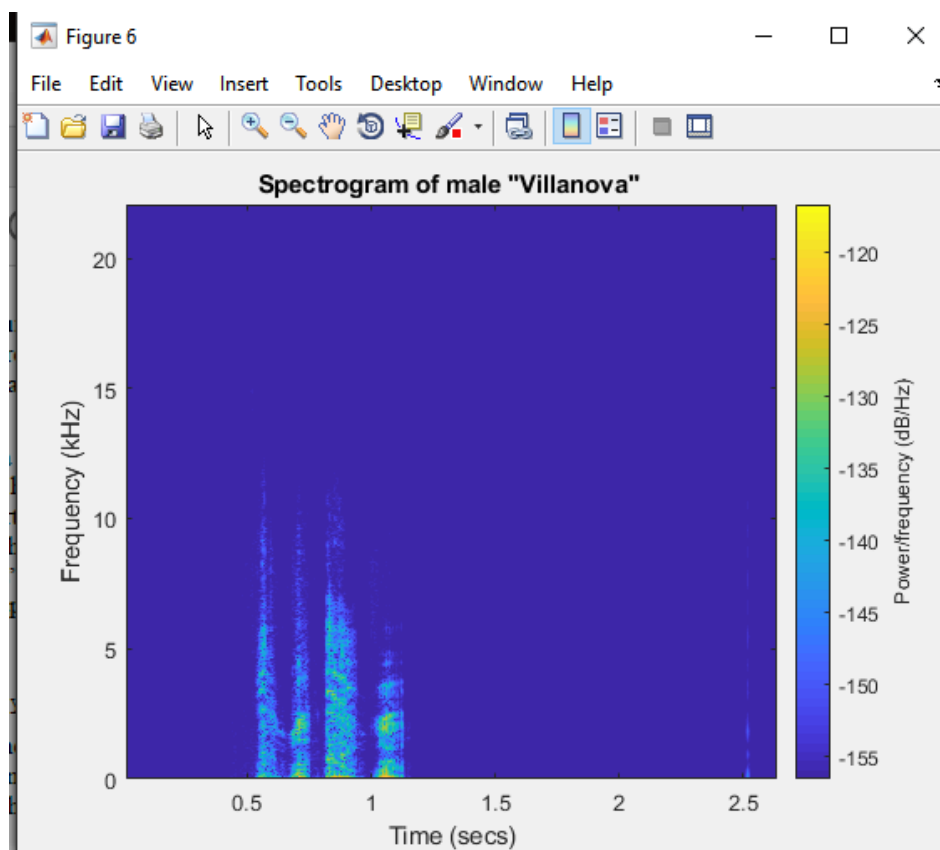 Figure 6
File Edit View Insert Tools Desktop Window Help
Spectrogram of male "Villanova"
20
15
10
5
0
Frequency (kHz)
0.5 1 1.5 2 2.5
Time (secs)
-120
-125
-130
-135
-140
-145
-150
-155
Power/frequency (dB/Hz)